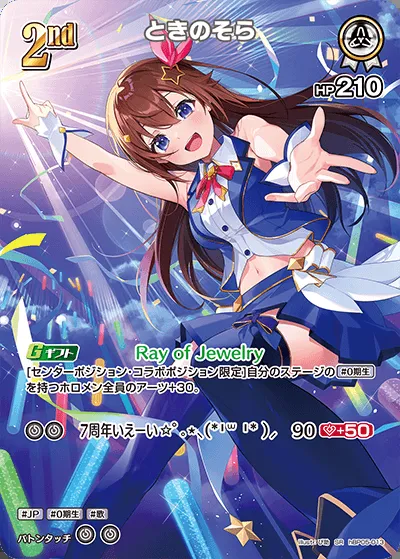 2nd
ときのそら
HP210
Gギフト Ray of Jewelry
[センターポジション・コラボポジション限定]自分のステージの #0期生
を持つホロメン全員のアーツ+30。
7周年いえーい☆°｡*＼(*ˈꈊˈ*)／ 90 +50
#JP #0期生 #歌
バトンタッチ
SR hBP05-013